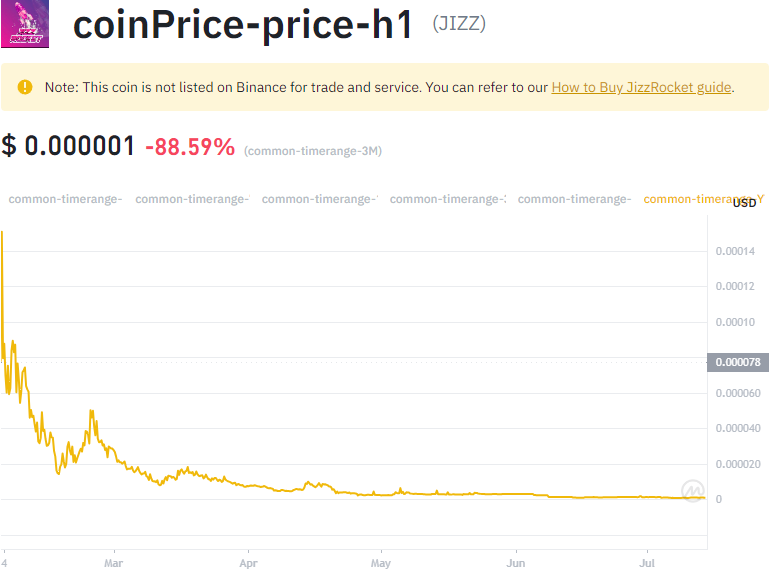 JIZZ
ROCKET
coinPrice-price-h1 (JIZZ)
Note: This coin is not listed on Binance for trade and service. You can refer to our How to Buy JizzRocket guide.
$ 0.000001 -88.59% (common-timerange-3M)
common-timerange- common-timerange- common-timerange- common-timerange- common-timerange- common-timerange-Y
USD
0.00014
0.00012
0.00010
0.000078
0.000060
0.000040
0.000020
0
4 Mar Apr May Jun Jul